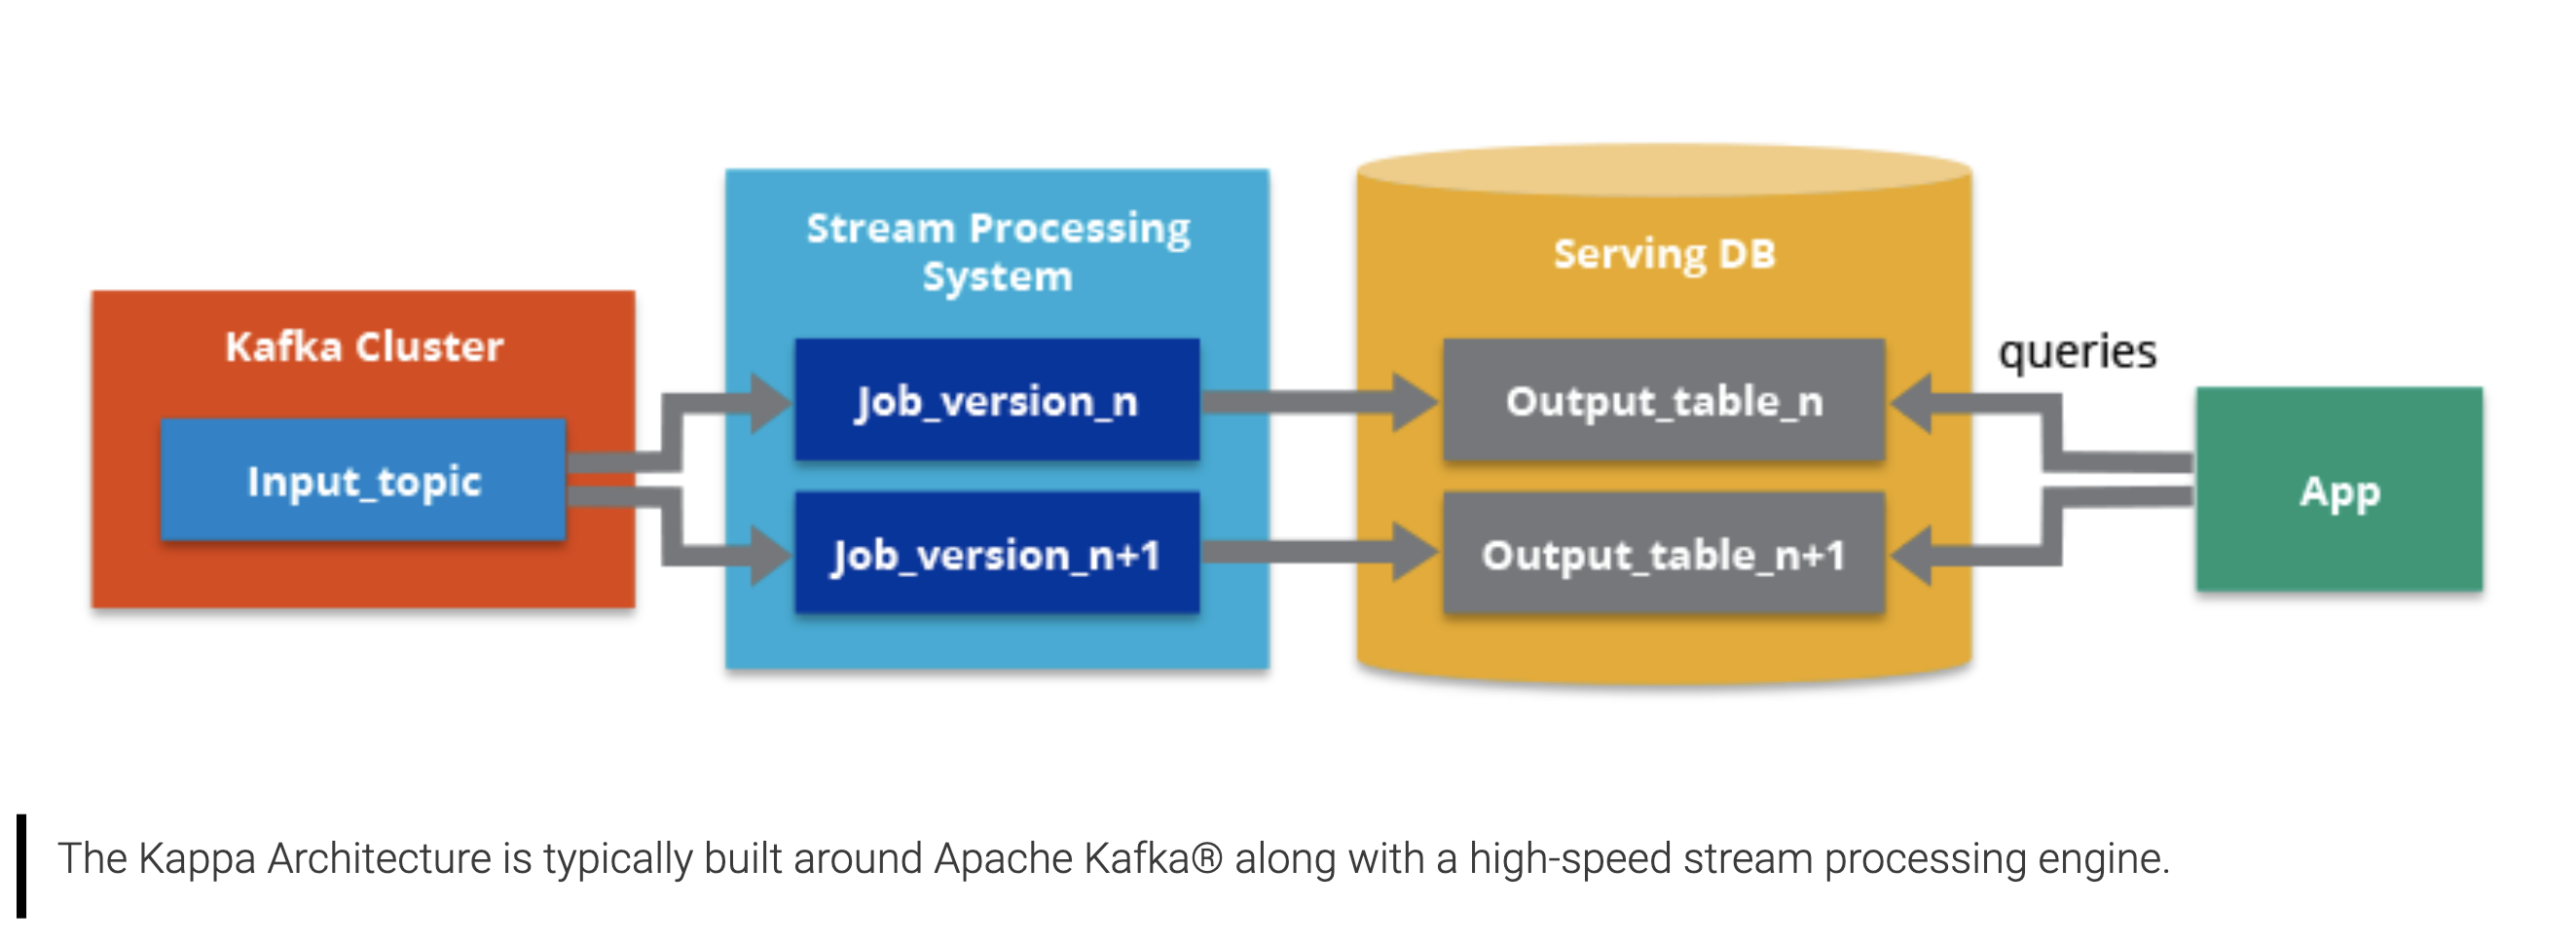 Stream Processing
System
Serving DB
Kafka Cluster
queries
Job_version_n
Output_table_n
Input_topic
App
Job_version_n+1
Output_table_n+1
The Kappa Architecture is typically built around Apache Kafka® along with a high-speed stream processing engine.